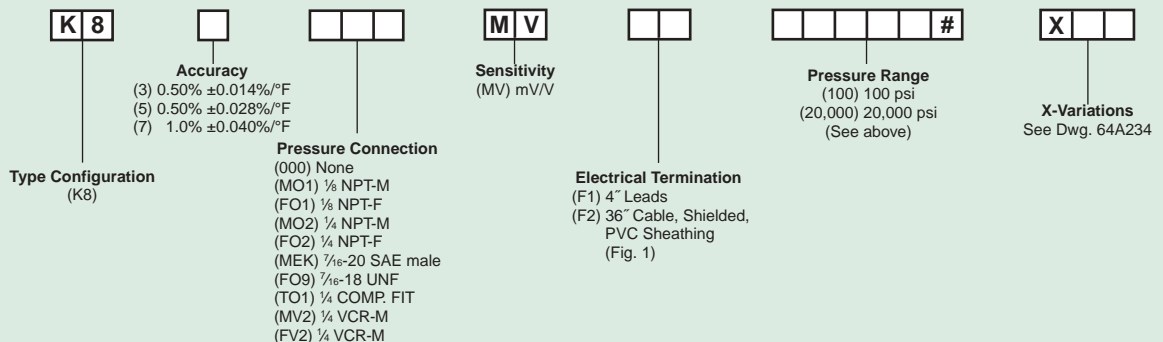 K 8
M V
#
X
Accuracy
(3) 0.50% ±0.014%/°F
(5) 0.50% ±0.028%/°F
(7) 1.0% ±0.040%/°F
Sensitivity
(MV) mV/V
Pressure Range
(100) 100 psi
(20,000) 20,000 psi
(See above)
X-Variations
See Dwg. 64A234
Type Configuration
(K8)
Pressure Connection
(000) None
(MO1) ⅛ NPT-M
(FO1) ⅛ NPT-F
(MO2) ¼ NPT-M
(FO2) ¼ NPT-F
(MEK) 7⁄16-20 SAE male
(FO9) 7⁄16-18 UNF
(TO1) ¼ COMP. FIT
(MV2) ¼ VCR-M
(FV2) ¼ VCR-M
Electrical Termination
(F1) 4˝ Leads
(F2) 36˝ Cable, Shielded,
PVC Sheathing
(Fig. 1)